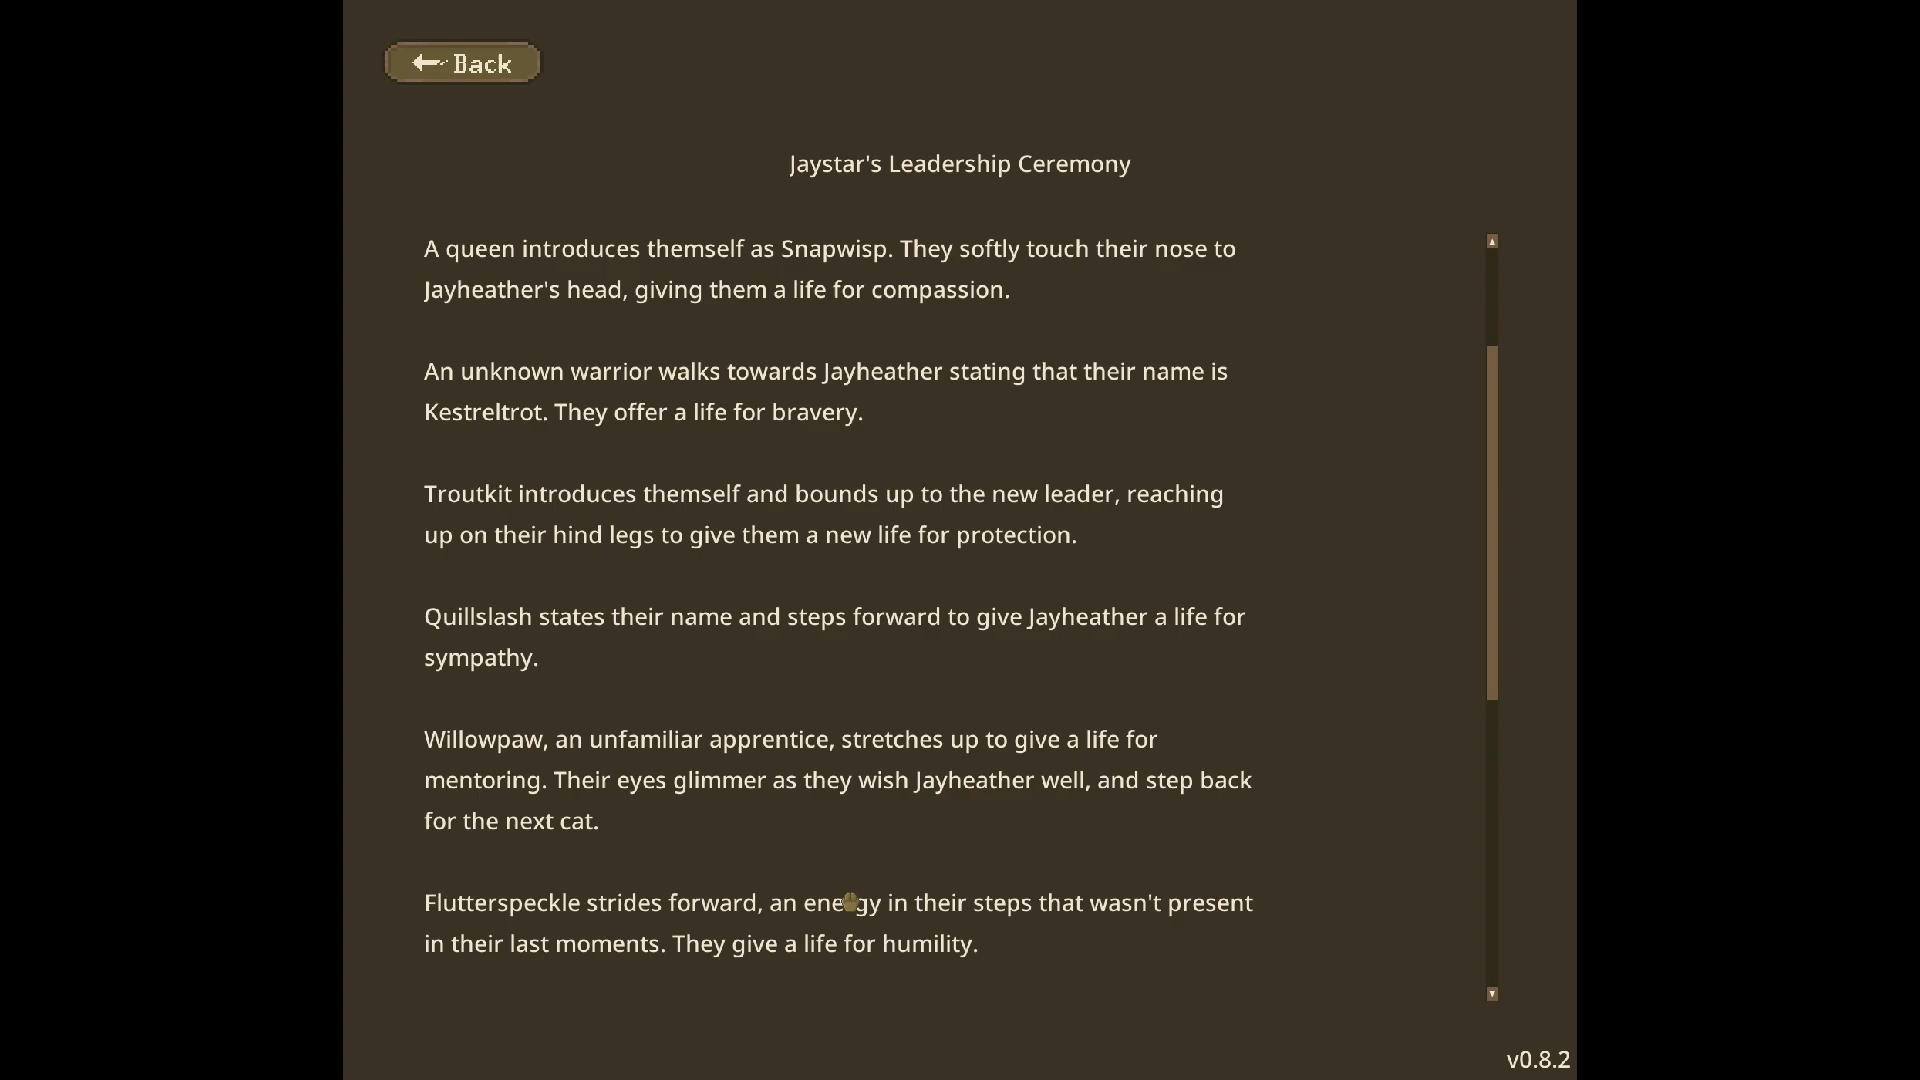 Back
Jaystar's Leadership Ceremony
A queen introduces themself as Snapwisp. They softly touch their nose to
Jayheather's head, giving them a life for compassion.
An unknown warrior walks towards Jayheather stating that their name is
Kestreltrot. They offer a life for bravery.
Troutkit introduces themself and bounds up to the new leader, reaching
up on their hind legs to give them a new life for protection.
Quillslash states their name and steps forward to give Jayheather a life for
sympathy.
Willowpaw, an unfamiliar apprentice, stretches up to give a life for
mentoring. Their eyes glimmer as they wish Jayheather well, and step back
for the next cat.
Flutterspeckle strides forward, an energy in their steps that wasn't present
in their last moments. They give a life for humility.
v0.8.2